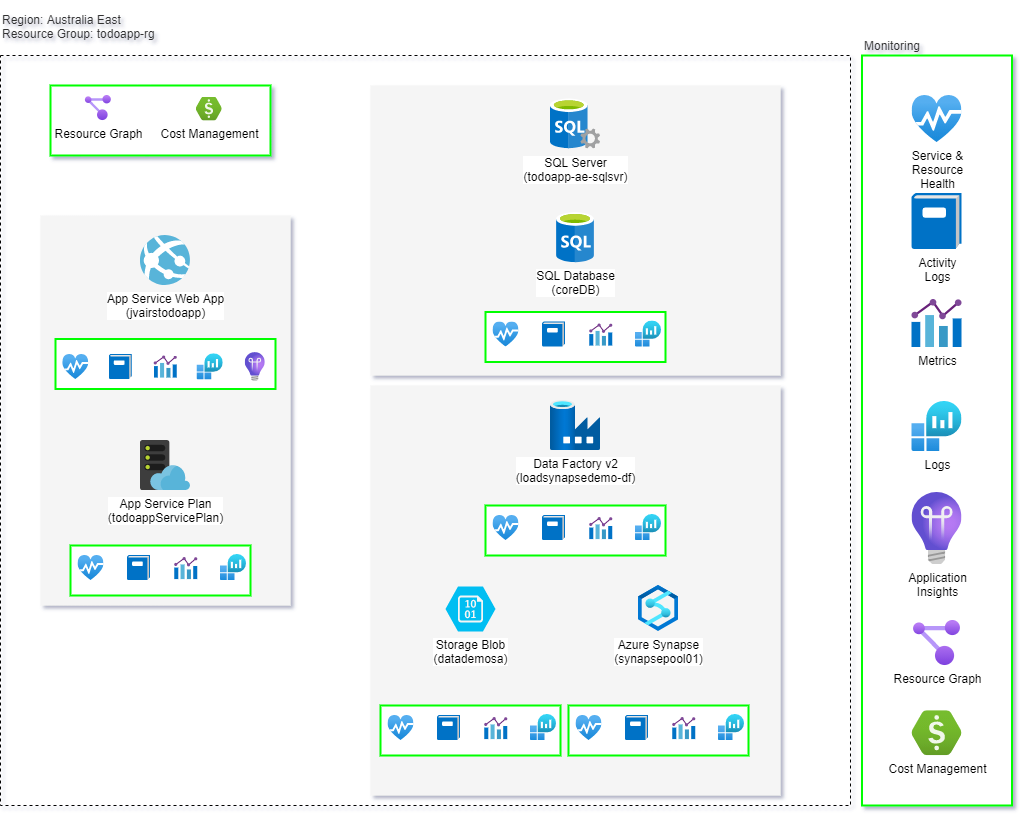 Region: Australia East
Resource Group: todoapp-rg
Monitoring
Resource Graph
Cost Management
SQL
SQL Server
(todoapp-ae-sqlsvr)
SQL
SQL Database
(coreDB)
App Service Web App
(jvairstodoapp)
App Service Plan
(todoappServicePlan)
Data Factory v2
(loadsynapsedemo-df)
10
01
Storage Blob
(datademosa)
Azure Synapse
(synapsepool01)
Service &
Resource
Health
Activity
Logs
Metrics
Logs
Application
Insights
Resource Graph
$
Cost Management